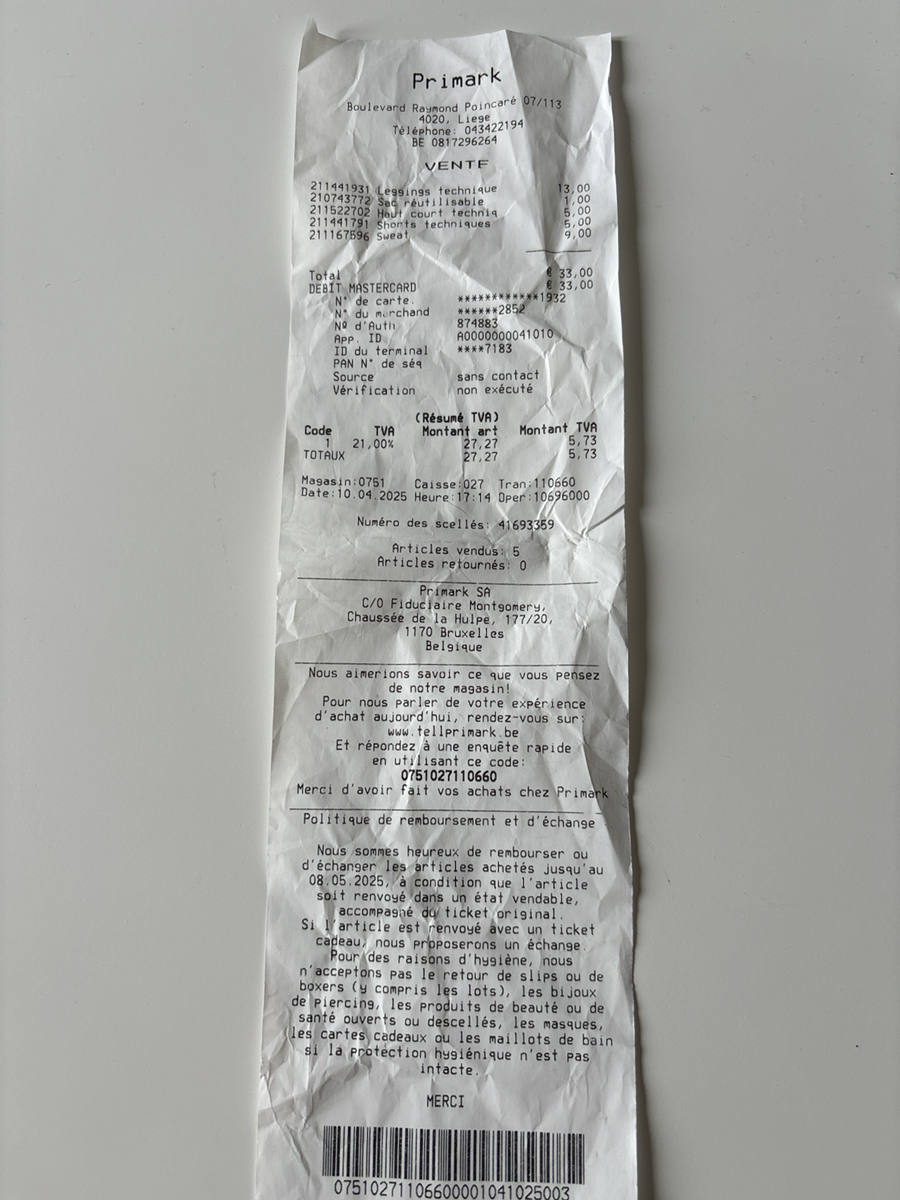 Primark
Boulevard Raymond Poincaré 07/113
4020, Liege
Téléphone: 043422194
BE 0817296264
VENTE
211441931 Leggings technique 13,00
210743772 Sac réutilisable 1,00
211522702 Haut court techniq 5,00
211441791 Shorts techniques 5,00
211167596 Sweat 9,00
Total € 33,00
DEBIT MASTERCARD € 33,00
N° de carte. ************1932
N° du marchand ******2852
Nº d'Auth 874883
App. ID A0000000041010
ID du terminal ****7183
PAN N° de séq
Source sans contact
Vérification non exécuté
(Résumé TVA)
Code TVA Montant art Montant TVA
1 21,00% 27,27 5,73
TOTAUX 27,27 5,73
Magasin:0751 Caisse:027 Tran:110660
Date:10.04.2025 Heure:17:14 Oper:10696000
Numéro des scellés: 41693359
Articles vendus: 5
Articles retournés: 0
Primark SA
C/O Fiduciaire Montgomery,
Chaussée de la Hulpe, 177/20,
1170 Bruxelles
Belgique
Nous aimerions savoir ce que vous pensez
de notre magasin!
Pour nous parler de votre expérience
d'achat aujourd'hui, rendez-vous sur:
www.tellprimark.be
Et répondez à une enquête rapide
en utilisant ce code:
0751027110660
Merci d'avoir fait vos achats chez Primark
Politique de remboursement et d'échange
Nous sommes heureux de rembourser ou
d'échanger les articles achetés jusqu'au
08.05.2025, à condition que l'article
soit renvoyé dans un état vendable,
accompagné du ticket original.
Si l'article est renvoyé avec un ticket
cadeau, nous proposerons un échange.
Pour des raisons d'hygiène, nous
n'acceptons pas le retour de slips ou de
boxers (y compris les lots), les bijoux
de piercing, les produits de beauté ou de
santé ouverts ou descellés, les masques,
les cartes cadeaux ou les maillots de bain
si la protection hygiénique n'est pas
intacte.
MERCI
07510271106600001041025003